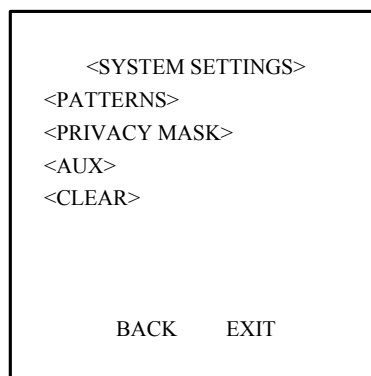 <SYSTEM SETTINGS>
<PATTERNS>
<PRIVACY MASK>
<AUX>
<CLEAR>
BACK EXIT